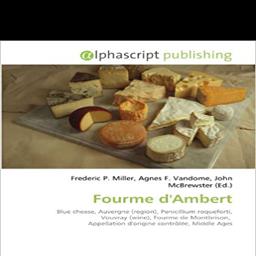 alphascript publishing
Frederic P. Miller, Agnes F. Vandome, John
McBrewster (Ed.)
Fourme d'Ambert
Blue cheese, Auvergne (region), Penicillium roqueforti,
Vouvray (wine), Fourme de Montbrison,
Appellation d'origine contrôlée, Middle Ages